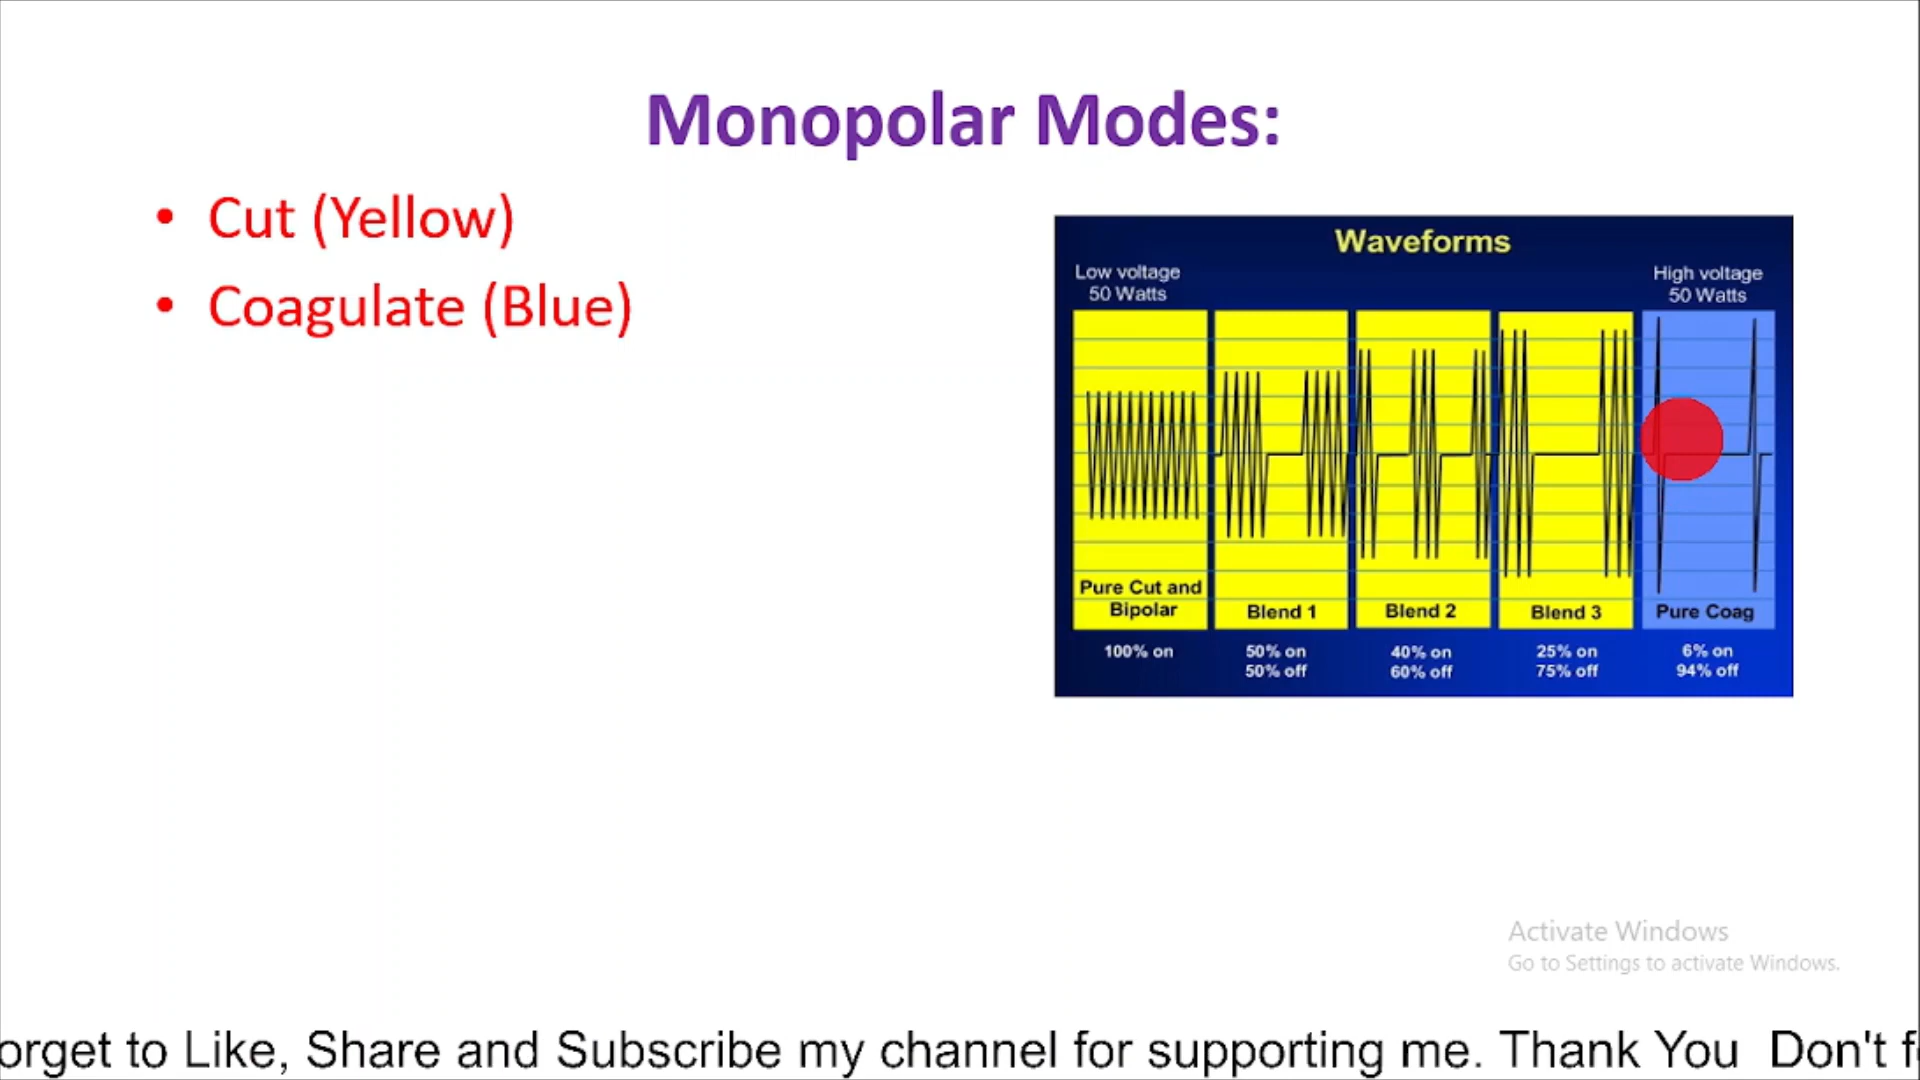 Monopolar Modes:
• Cut (Yellow)
• Coagulate (Blue)
Waveforms
Low voltage
50 Watts
High voltage
50 Watts
Pure Cut and
Bipolar
Blend 1
Blend 2
Blend 3
Pure Coag
100% on
50% on
50% off
40% on
60% off
25% on
75% off
6% on
94% off
Activate Windows
Go to Settings to activate Windows.
orget to Like, Share and Subscribe my channel for supporting me. Thank You Don't f